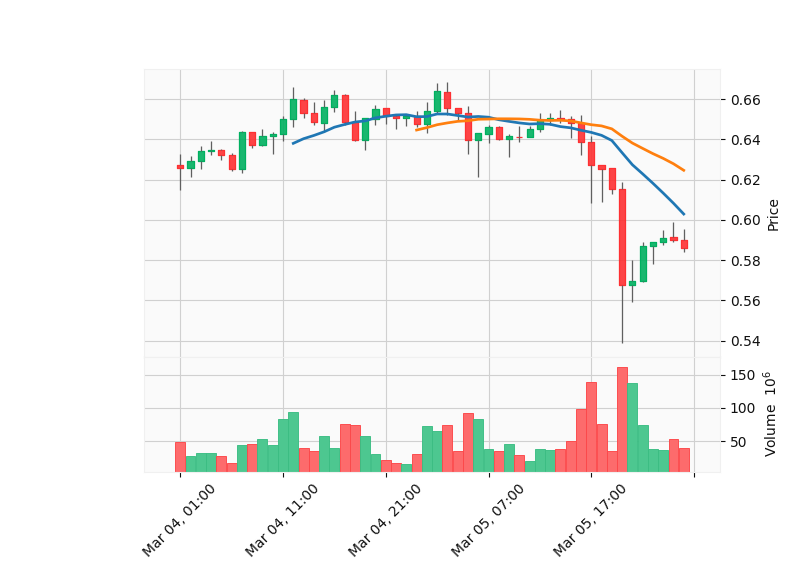 0.66
0.64
0.62
0.60
0.58
0.56
0.54
Price
150
100
50
Volume 10^6
Mar 04, 01:00
Mar 04, 11:00
Mar 04, 21:00
Mar 05, 07:00
Mar 05, 17:00